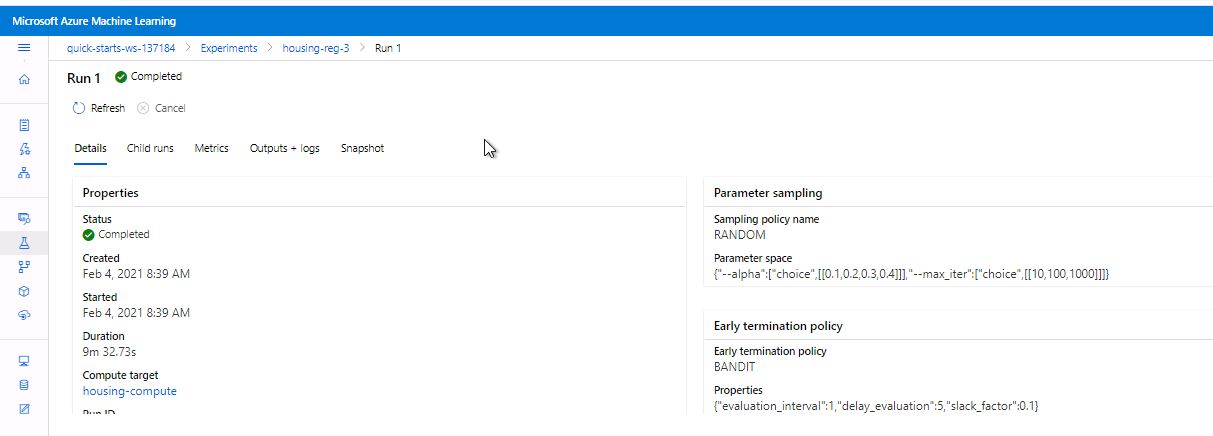 Microsoft Azure Machine Learning
quick-starts-ws-137184 > Experiments > housing-reg-3 > Run 1
Run 1 Completed
Refresh Cancel
Details Child runs Metrics Outputs + logs Snapshot
Properties
Status
Completed
Created
Feb 4, 2021 8:39 AM
Started
Feb 4, 2021 8:39 AM
Duration
9m 32.73s
Compute target
housing-compute
Run ID
Parameter sampling
Sampling policy name
RANDOM
Parameter space
{"--alpha":["choice",[[0.1,0.2,0.3,0.4]]],"--max_iter":["choice",[[10,100,1000]]]}
Early termination policy
Early termination policy
BANDIT
Properties
{"evaluation_interval":1,"delay_evaluation":5,"slack_factor":0.1}